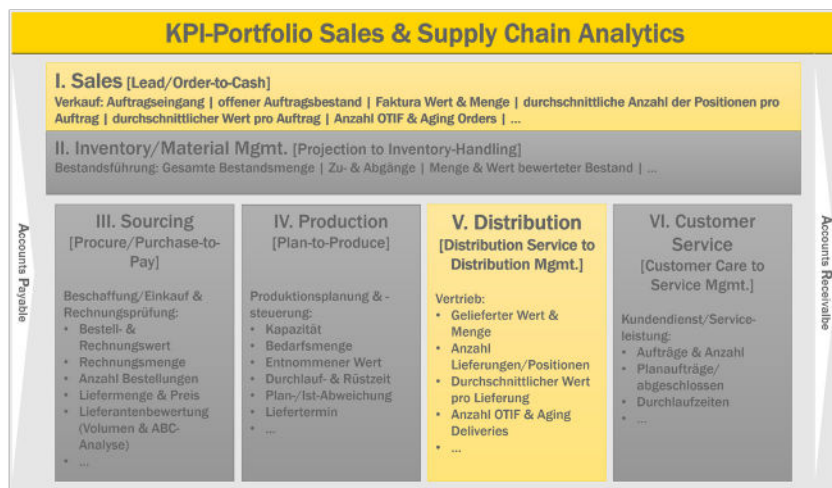 KPI-Portfolio Sales & Supply Chain Analytics
I. Sales [Lead/Order-to-Cash]
Verkauf: Auftragseingang | offener Auftragsbestand | Faktura Wert & Menge | durchschnittliche Anzahl der Positionen pro
Auftrag | durchschnittlicher Wert pro Auftrag | Anzahl OTIF & Aging Orders | ...
II. Inventory/Material Mgmt. [Projection to Inventory-Handling]
Bestandsführung: Gesamte Bestandsmenge | Zu- & Abgänge | Menge & Wert bewerteter Bestand | ...
Accounts Payable
III. Sourcing
[Procure/Purchase-to-
Pay]
Beschaffung/Einkauf &
Rechnungsprüfung:
• Bestell- &
Rechnungswert
• Rechnungsmenge
• Anzahl Bestellungen
• Liefermenge & Preis
• Lieferantenbewertung
(Volumen & ABC-
Analyse)
• ...
IV. Production
[Plan-to-Produce]
Produktionsplanung & -
steuerung:
• Kapazität
• Bedarfsmenge
• Entnommener Wert
• Durchlauf- & Rüstzeit
• Plan-/Ist-Abweichung
• Liefertermin
• ...
V. Distribution
[Distribution Service to
Distribution Mgmt.]
Vertrieb:
• Gelieferter Wert &
Menge
• Anzahl
Lieferungen/Positionen
• Durchschnittlicher Wert
pro Lieferung
• Anzahl OTIF & Aging
Deliveries
• ...
VI. Customer
Service
[Customer Care to
Service Mgmt.]
Kundendienst/Service-
leistung:
• Aufträge & Anzahl
• Planaufträge/
abgeschlossen
• Durchlaufzeiten
• ...
Accounts Receivalbe